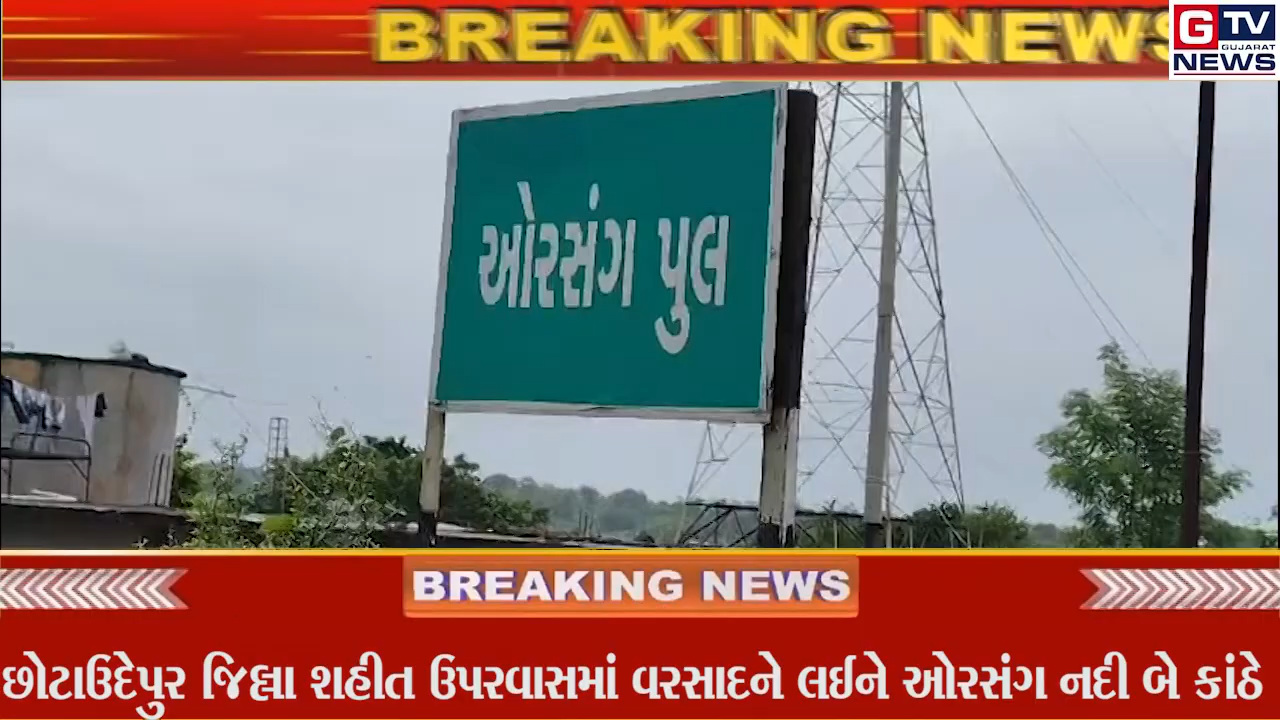 BREAKING NEWS
G TV
GUJARAT
NEWS
ઓરસંગ પુલ
BREAKING NEWS
છોટાઉદેપુર જિલ્લા શહીત ઉપરવાસમાં વરસાદને લઈને ઓરસંગ નદી બે કાંઠે